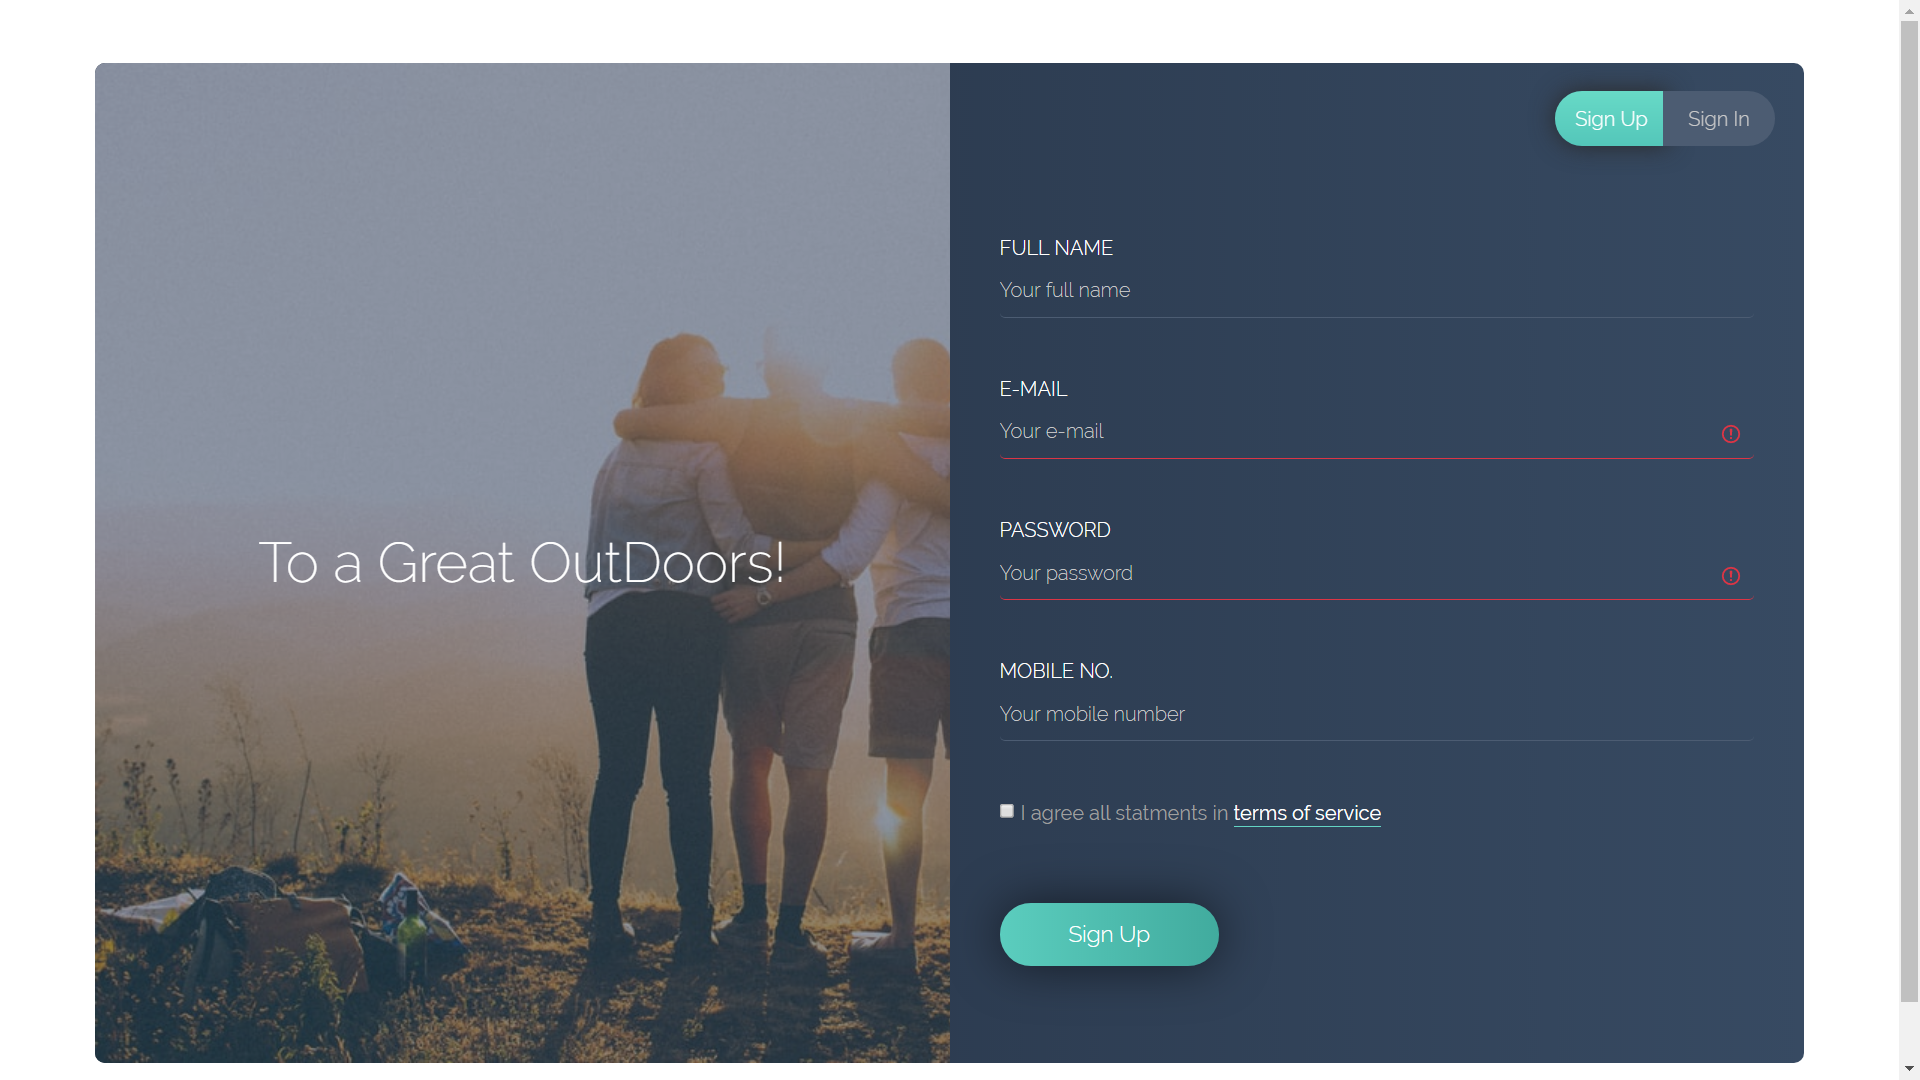 Sign Up
Sign In
FULL NAME
Your full name
E-MAIL
Your e-mail
PASSWORD
Your password
To a Great OutDoors!
MOBILE NO.
Your mobile number
I agree all statments in terms of service
Sign Up